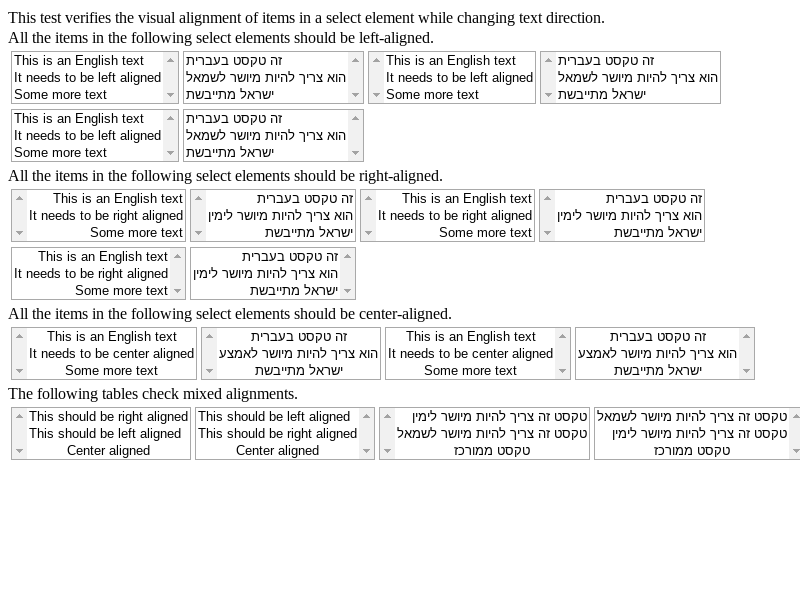 This test verifies the visual alignment of items in a select element while changing text direction.
All the items in the following select elements should be left-aligned.
This is an English text
It needs to be left aligned
Some more text
זה טקסט בעברית
הוא צריך להיות מיושר לשמאל
ישראל מתייבשת
This is an English text
It needs to be left aligned
Some more text
זה טקסט בעברית
הוא צריך להיות מיושר לשמאל
ישראל מתייבשת
This is an English text
It needs to be left aligned
Some more text
זה טקסט בעברית
הוא צריך להיות מיושר לשמאל
ישראל מתייבשת
All the items in the following select elements should be right-aligned.
This is an English text
It needs to be right aligned
Some more text
זה טקסט בעברית
הוא צריך להיות מיושר לימין
ישראל מתייבשת
This is an English text
It needs to be right aligned
Some more text
זה טקסט בעברית
הוא צריך להיות מיושר לימין
ישראל מתייבשת
This is an English text
It needs to be right aligned
Some more text
זה טקסט בעברית
הוא צריך להיות מיושר לימין
ישראל מתייבשת
All the items in the following select elements should be center-aligned.
This is an English text
It needs to be center aligned
Some more text
זה טקסט בעברית
הוא צריך להיות מיושר לאמצע
ישראל מתייבשת
This is an English text
It needs to be center aligned
Some more text
זה טקסט בעברית
הוא צריך להיות מיושר לאמצע
ישראל מתייבשת
The following tables check mixed alignments.
This should be right aligned
This should be left aligned
Center aligned
This should be left aligned
This should be right aligned
Center aligned
טקסט זה צריך להיות מיושר לימין
טקסט זה צריך להיות מיושר לשמאל
טקסט ממורכז
טקסט זה צריך להיות מיושר לשמאל
טקסט זה צריך להיות מיושר לימין
טקסט ממורכז